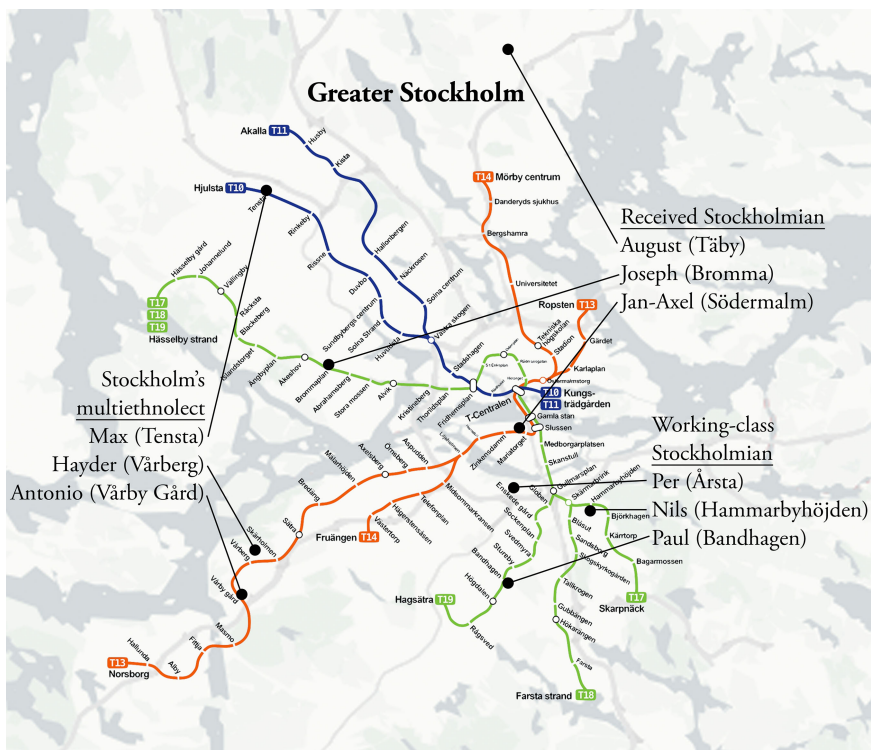 Greater Stockholm
Akalla T11
Husby
Kista
Hallonbergen
Näckrosen
Solna centrum
Hjulsta T10
Tensta
Rinkeby
Rissne
Duvbo
Sundbybergs centrum
Solna Strand
Huvudsta
Västra skogen
Stadshagen
Fridhemsplan
T-Centralen
T10
T11
Kungs-
trädgården
T14 Mörby centrum
Danderyds sjukhus
Bergshamra
Universitetet
Tekniska
högskolan
Stadion
Östermalmstorg
Ropsten T13
Gärdet
Karlaplan
Received Stockholmian
August (Täby)
Joseph (Bromma)
Jan-Axel (Södermalm)
T17
T18
T19
Hässelby strand
Hässelby gård
Johannelund
Vällingby
Råcksta
Blackeberg
Islandstorget
Ängbyplan
Åkeshov
Brommaplan
Abrahamsberg
Stora mossen
Alvik
Kristineberg
Thorildsplan
S:t Eriksplan
Gamla stan
Slussen
Medborgarplatsen
Skanstull
Gullmarsplan
Skärmarbrink
Hammarbyhöjden
Björkhagen
Kärrtorp
Bagarmossen
T17
Skarpnäck
Blåsut
Sandsborg
Skogskyrkogården
Tallkrogen
Gubbängen
Hökarängen
Farsta
Farsta strand T18
Globen
Enskede gård
Sockenplan
Svedmyra
Stureby
Bandhagen
Högdalen
Rågsved
Hagsätra T19
Mariatorget
Zinkensdamm
Aspudden
Örnsberg
Axelsberg
Mälarhöjden
Bredäng
Sätra
Skärholmen
Vårberg
Vårby gård
Masmo
Fittja
Alby
Hallunda
T13
Norsborg
Midsommarkransen
Telefonplan
Hägerstensåsen
Västertorp
Fruängen T14
Stockholm's
multiethnolect
Max (Tensta)
Hayder (Vårberg)
Antonio (Vårby Gård)
Working-class
Stockholmian
Per (Årsta)
Nils (Hammarbyhöjden)
Paul (Bandhagen)